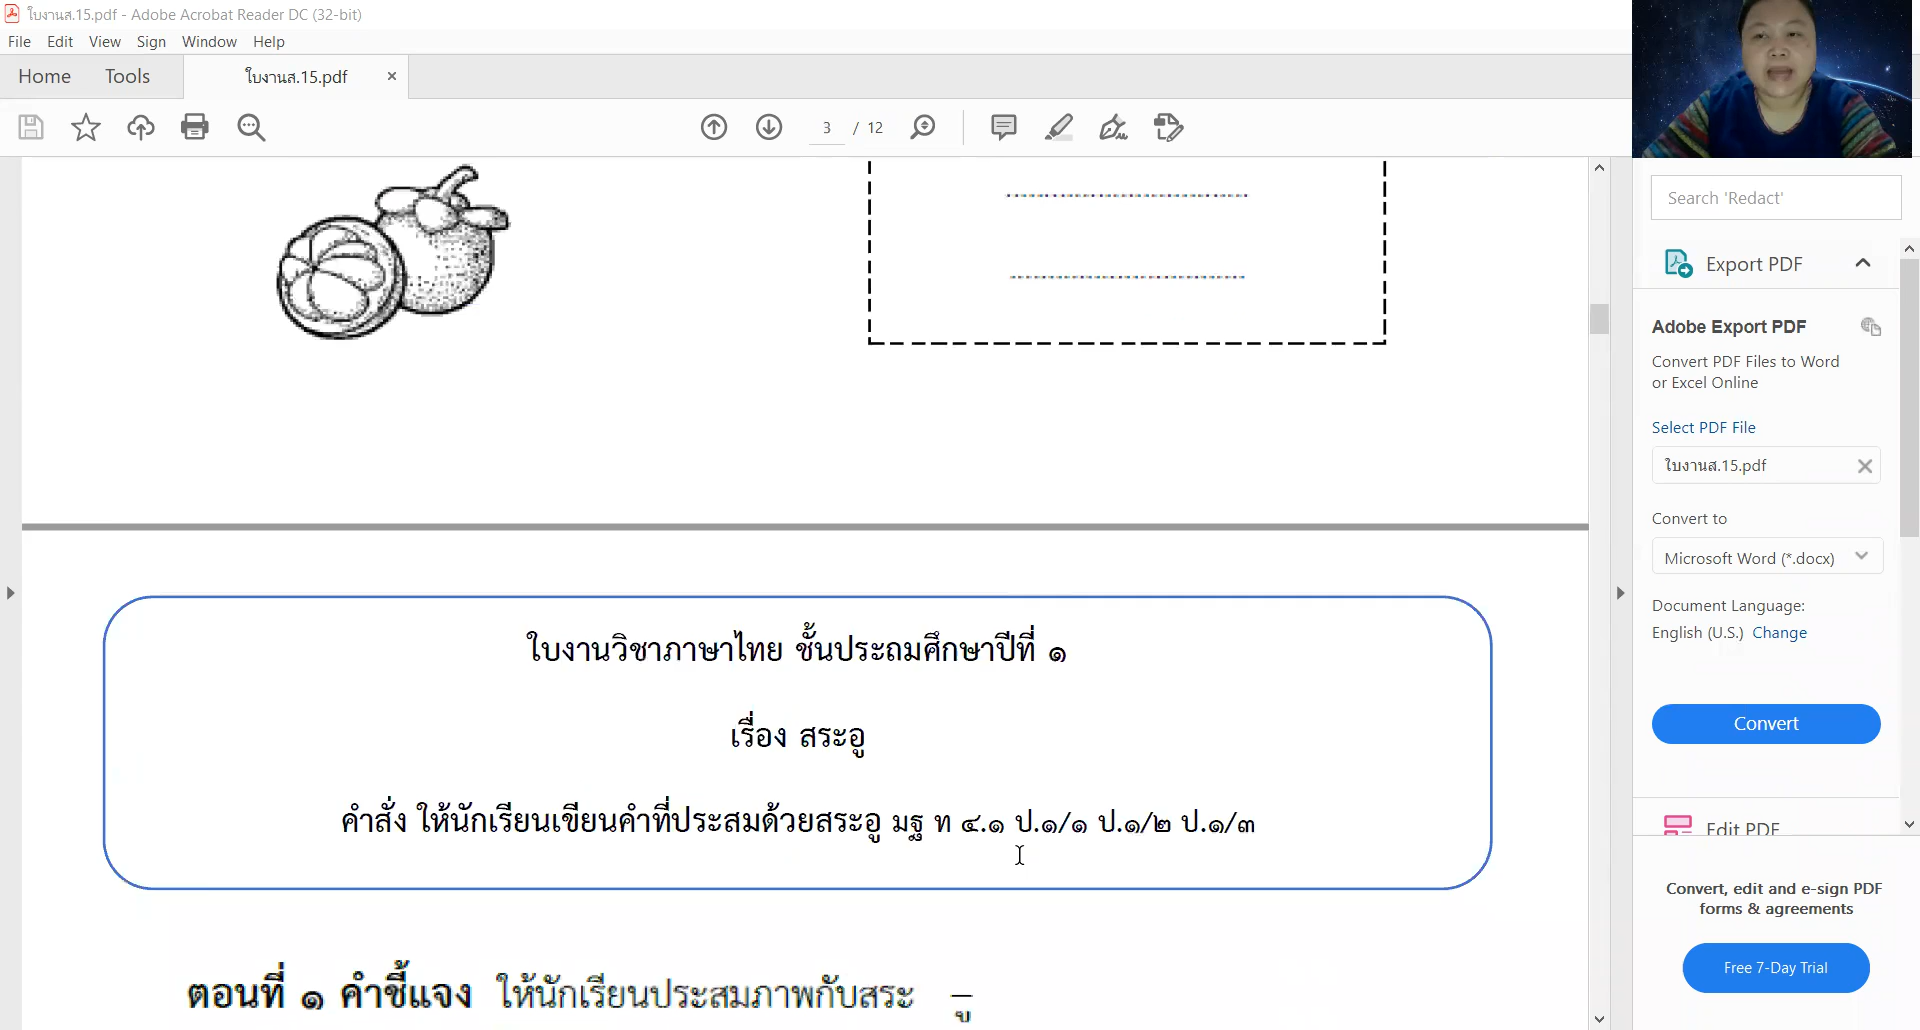 ใบงานส.15.pdf - Adobe Acrobat Reader DC (32-bit)
File Edit View Sign Window Help
Home Tools ใบงานส.15.pdf ×
3 / 12
Search 'Redact'
Export PDF
Adobe Export PDF
Convert PDF Files to Word
or Excel Online
Select PDF File
ใบงานส.15.pdf
Convert to
Microsoft Word (*.docx)
Document Language:
English (U.S.) Change
Convert
Edit PDF
Convert, edit and e-sign PDF
forms & agreements
Free 7-Day Trial
ใบงานวิชาภาษาไทย ชั้นประถมศึกษาปีที่ ๑
เรื่อง สระอู
คำสั่ง ให้นักเรียนเขียนคำที่ประสมด้วยสระอู มฐ ท ๔.๑ ป.๑/๑ ป.๑/๒ ป.๑/๓
ตอนที่ ๑ คำชี้แจง ให้นักเรียนประสมภาพกับสระ –ู